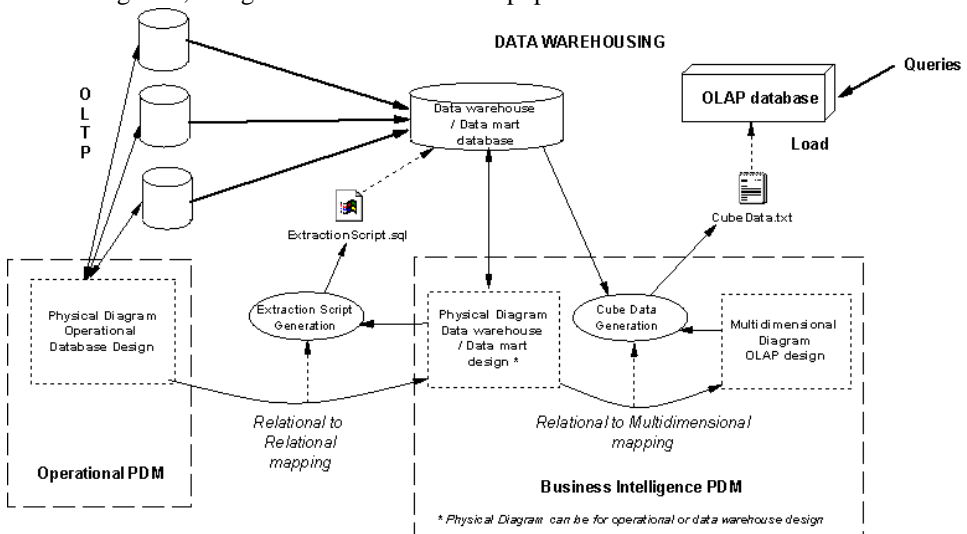 DATA WAREHOUSING
O
L
T
P
Data warehouse
/ Data mart
database
OLAP database
Queries
Load
ExtractionScript.sql
CubeData.txt
Physical Diagram
Operational
Database Design
Extraction Script
Generation
Physical Diagram
Data warehouse
/ Data mart
design *
Cube Data
Generation
Multidimensional
Diagram
OLAP design
Relational to
Relational
mapping
Relational to Multidimensional
mapping
Operational PDM
Business Intelligence PDM
* Physical Diagram can be for operational or data warehouse design